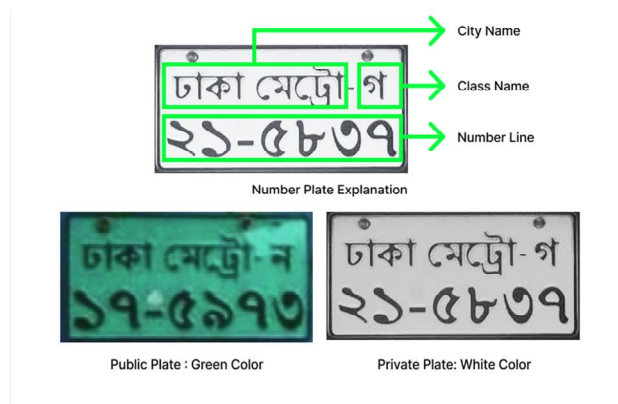 City Name
ঢাকা মেট্রো-গ
Class Name
২১-৫৮৩৭
Number Line
Number Plate Explanation
ঢাকা মেট্রো-ন
১৭-৫৯৭৩
ঢাকা মেট্রো-গ
২১-৫৮৩৭
Public Plate : Green Color
Private Plate: White Color